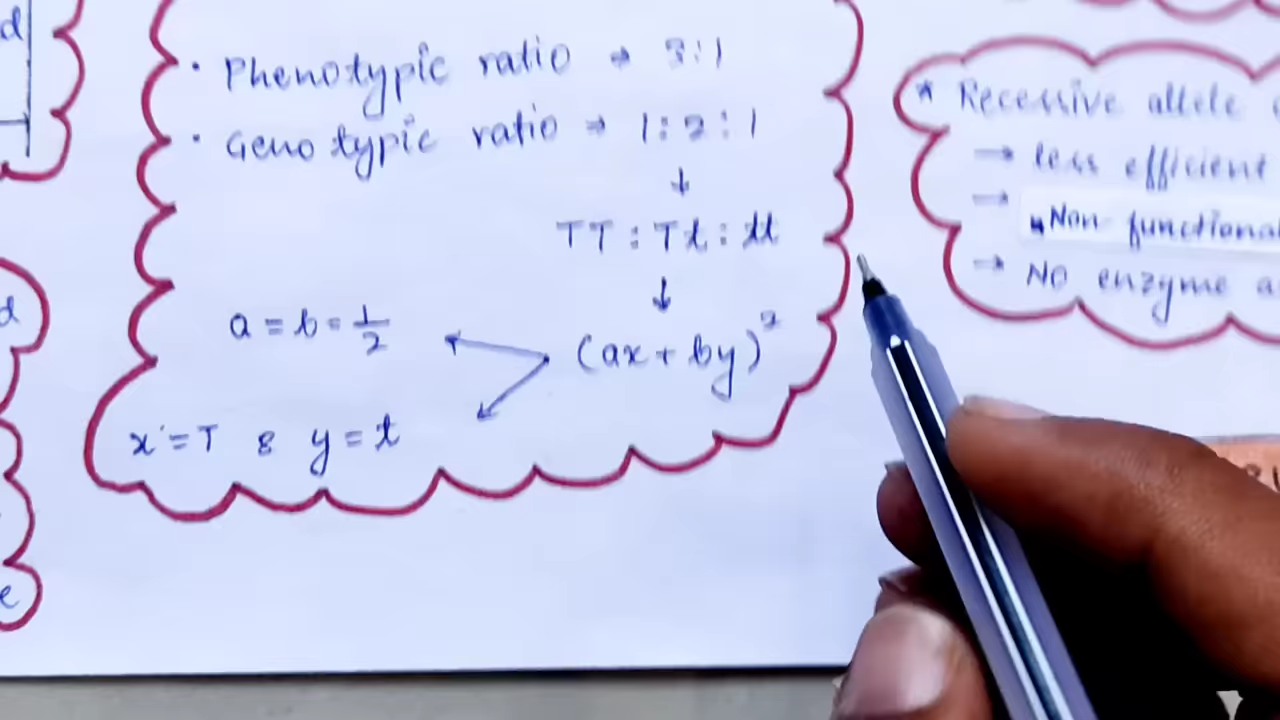 d
• Phenotypic ratio → 3:1
• Genotypic ratio → 1:2:1
↓
TT : Tt : tt
↓
a = b = 1/2
(ax + by)²
x = T & y = t
* Recessive allele
→ less efficient
→ Non-functional
→ No enzyme
d
e